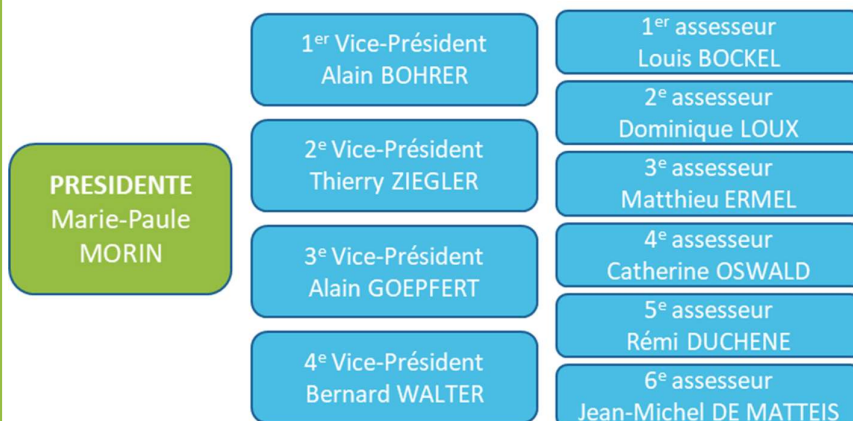 PRESIDENTE
Marie-Paule
MORIN
1er Vice-Président
Alain BOHRER
2e Vice-Président
Thierry ZIEGLER
3e Vice-Président
Alain GOEPFERT
4e Vice-Président
Bernard WALTER
1er assesseur
Louis BOCKEL
2e assesseur
Dominique LOUX
3e assesseur
Matthieu ERMEL
4e assesseur
Catherine OSWALD
5e assesseur
Rémi DUCHENE
6e assesseur
Jean-Michel DE MATTEIS